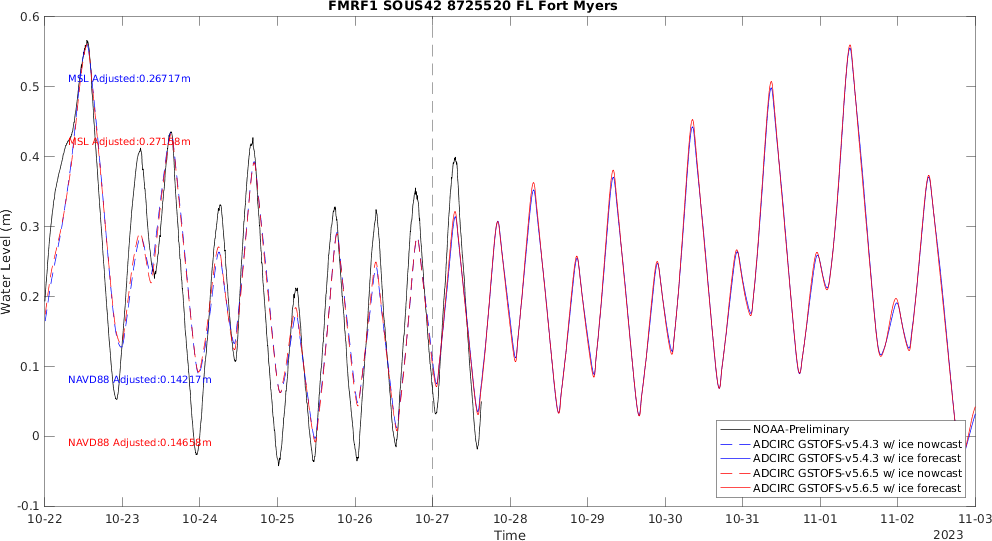 FMRF1 SOUS42 8725520 FL Fort Myers
Water Level (m)
0.6
0.5
0.4
0.3
0.2
0.1
0
-0.1
MSL Adjusted:0.26717m
MSL Adjusted:0.27168m
NAVD88 Adjusted:0.14217m
NAVD88 Adjusted:0.14658m
NOAA-Preliminary
ADCIRC GSTOFS-v5.4.3 w/ ice nowcast
ADCIRC GSTOFS-v5.4.3 w/ ice forecast
ADCIRC GSTOFS-v5.6.5 w/ ice nowcast
ADCIRC GSTOFS-v5.6.5 w/ ice forecast
10-22 10-23 10-24 10-25 10-26 10-27 10-28 10-29 10-30 10-31 11-01 11-02 11-03
Time
2023